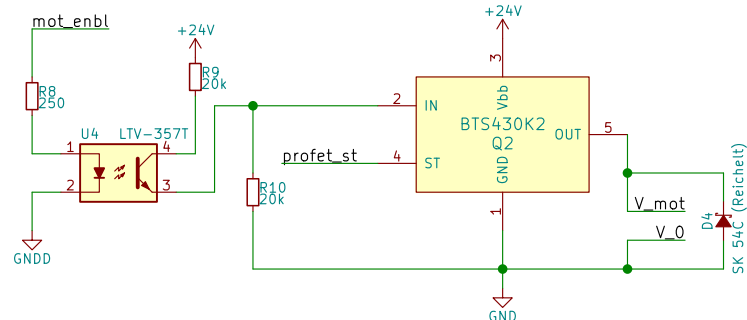 mot_enbl
+24V
+24V
R8
250
R9
20k
U4
LTV-357T
1
2
4
3
GNDD
R10
20k
profet_st
2
4
3
5
1
IN
ST
Vbb
OUT
GND
BTS430K2
Q2
V_mot
V_0
D4
SK 54C (Reichelt)
GND